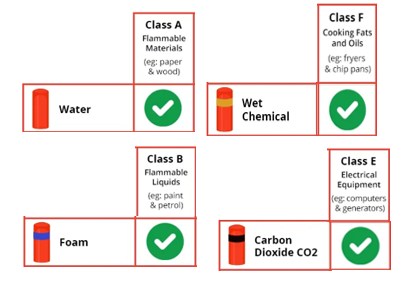 Class A
Flammable
Materials
(eg: paper
& wood)
Water
Class F
Cooking Fats
and Oils
(eg: fryers
& chip pans)
Wet
Chemical
Class B
Flammable
Liquids
(eg: paint
& petrol)
Foam
Class E
Electrical
Equipment
(eg: computers
& generators)
Carbon
Dioxide CO2